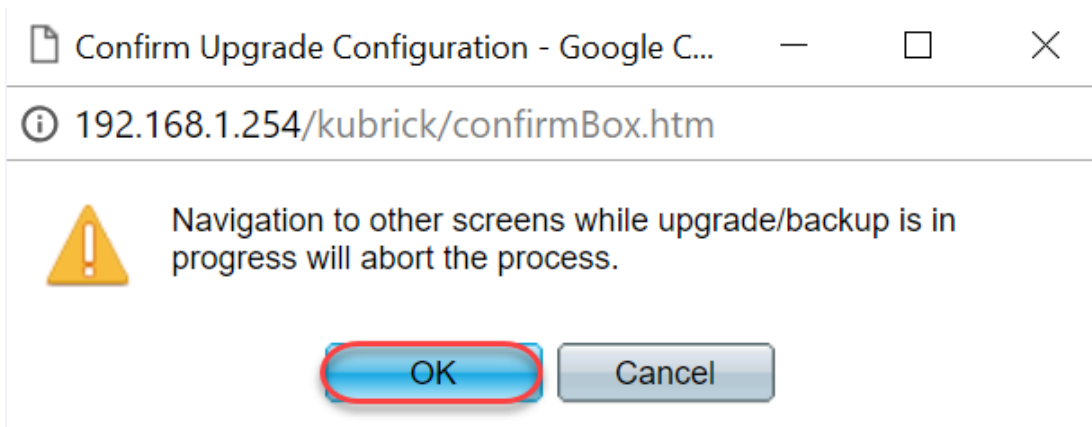 Confirm Upgrade Configuration - Google C...
192.168.1.254/kubrick/confirmBox.htm
Navigation to other screens while upgrade/backup is in
progress will abort the process.
OK Cancel